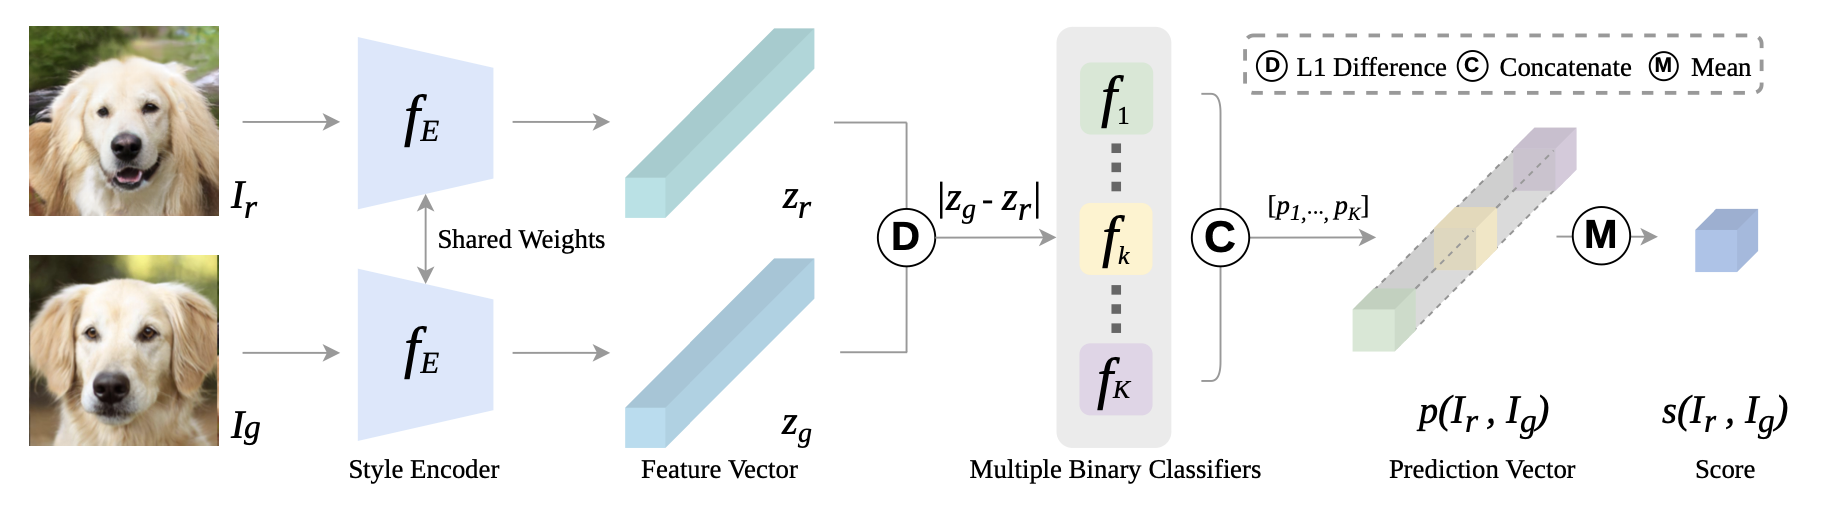 D L1 Difference C Concatenate M Mean
f_E
I_r
z_r
Shared Weights
f_E
I_g
z_g
D
|z_g - z_r|
f_1
f_k
f_K
C
[p_1,..., p_K]
M
p(I_r , I_g)
s(I_r , I_g)
Style Encoder
Feature Vector
Multiple Binary Classifiers
Prediction Vector
Score